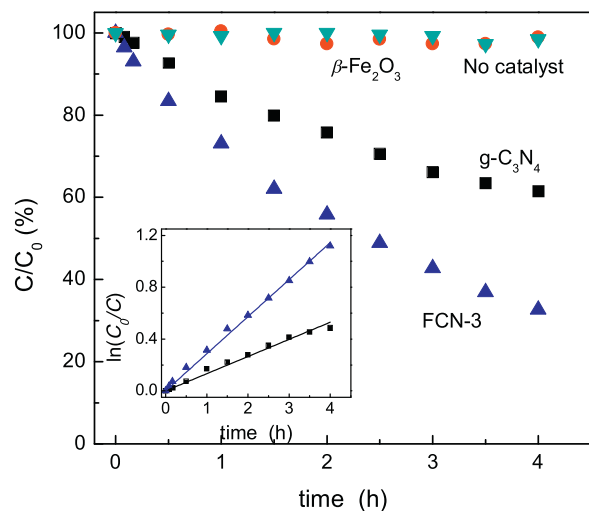 100
80
60
40
20
0
C/C₀ (%)
β-Fe₂O₃
No catalyst
g-C₃N₄
FCN-3
1.2
0.8
0.4
0.0
ln(C₀/C)
0 1 2 3 4
time (h)
0 1 2 3 4
time (h)